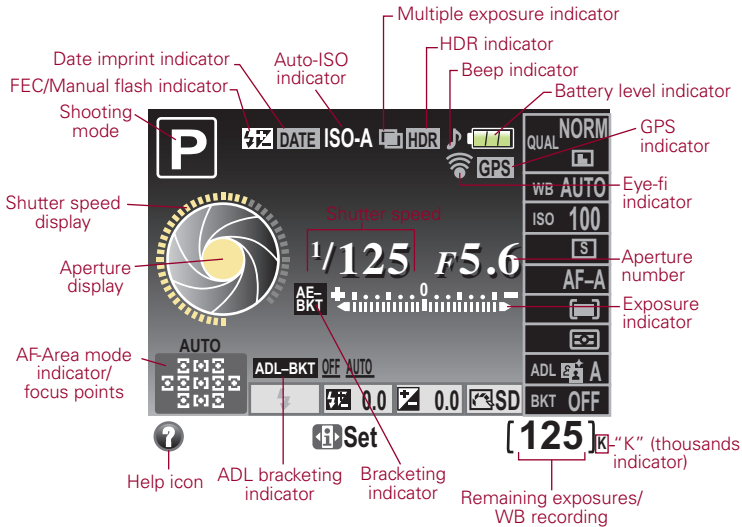 Multiple exposure indicator
Date imprint indicator
Auto-ISO
indicator
HDR indicator
FEC/Manual flash indicator
Beep indicator
Shooting
mode
Battery level indicator
P
DATE
ISO-A
HDR
QUAL NORM
L
GPS
indicator
GPS
WB AUTO
Eye-fi
indicator
Shutter speed
display
ISO 100
Shutter speed
S
1/125
F5.6
Aperture
number
Aperture
display
AF–A
AE–
BKT
+ 0 –
Exposure
indicator
AUTO
AF-Area mode
indicator/
focus points
ADL–BKT OFF AUTO
ADL A
0.0
0.0
SD
BKT OFF
?
i Set
[125]K
“K” (thousands
indicator)
Help icon
ADL bracketing
indicator
Bracketing
indicator
Remaining exposures/
WB recording